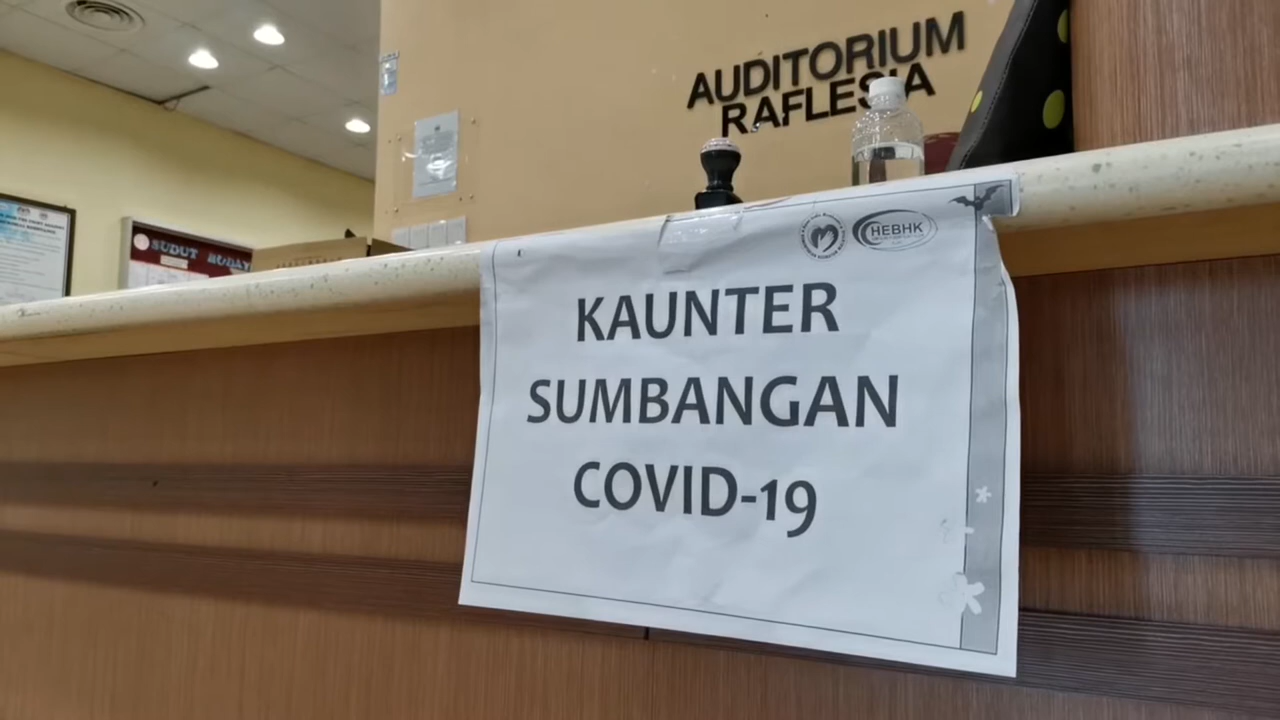 AUDITORIUM
RAFLESIA
SUDUT
HEBHK
KAUNTER
SUMBANGAN
COVID-19